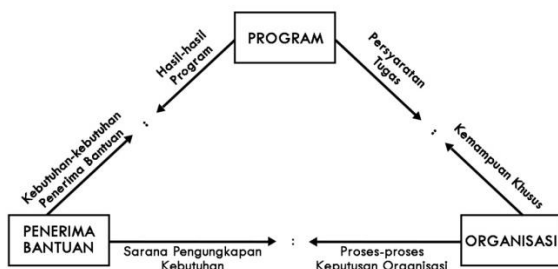 PROGRAM
Hasil-hasil
Program
Persyaratan
Tugas
:
:
Kebutuhan-kebutuhan
Penerima Bantuan
Kemampuan Khusus
PENERIMA
BANTUAN
Sarana Pengungkapan
Kebutuhan
:
Proses-proses
Keputusan Organisasi
ORGANISASI